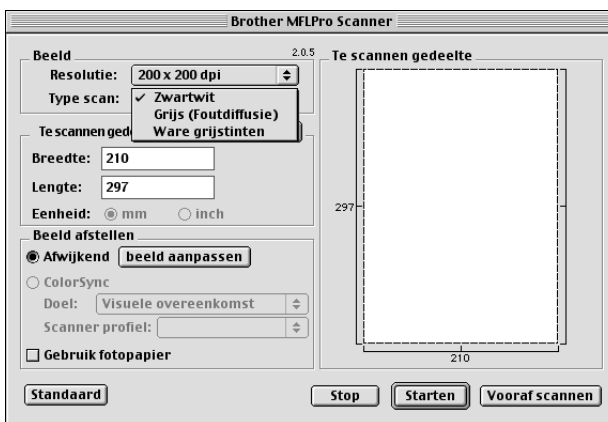 Brother MFLPro Scanner
Beeld 2.0.5
Resolutie: 200 x 200 dpi
Type scan:
✓ Zwartwit
Grijs (Foutdiffusie)
Ware grijstinten
Te scannen ged
Breedte: 210
Lengte: 297
Eenheid: mm inch
Beeld afstellen
Afwijkend beeld aanpassen
ColorSync
Doel: Visuele overeenkomst
Scanner profiel:
Gebruik fotopapier
Te scannen gedeelte
297
210
Standaard Stop Starten Vooraf scannen